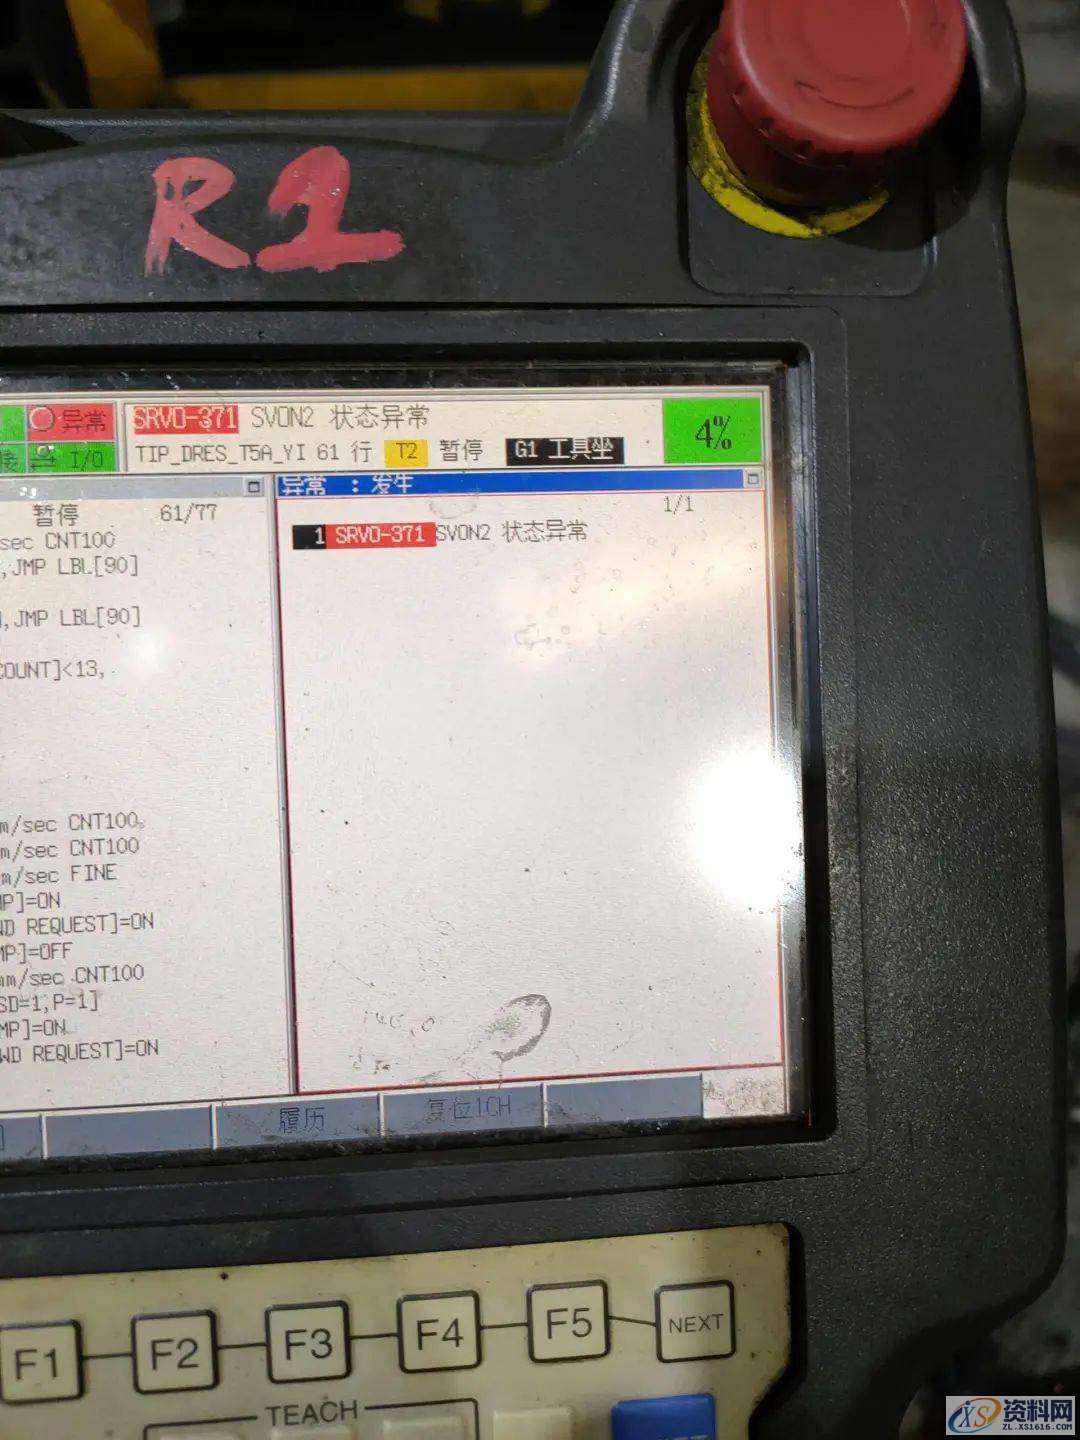 R1
异常
SRVO-371 SVON2 状态异常
4%
接 I/O
TIP_DRES_T5A_YI 61 行 T2 暂停 G1 工具坐
异常 : 发生
暂停 61/77
1/1
sec CNT100
1 SRVO-371 SVON2 状态异常
,JMP LBL[90]
,JMP LBL[90]
COUNT]<13,
m/sec CNT100
m/sec CNT100
m/sec FINE
MP]=ON
WD REQUEST]=ON
MP]=OFF
mm/sec CNT100
SD=1,P=1]
MP]=ON
WD REQUEST]=ON
履历
复位1CH
F1 F2 F3 F4 F5 NEXT
TEACH
XS 资料网
ZL.XS1616.COM